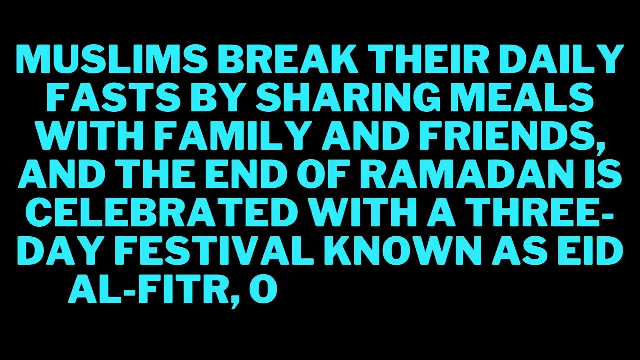 MUSLIMS BREAK THEIR DAILY
FASTS BY SHARING MEALS
WITH FAMILY AND FRIENDS,
AND THE END OF RAMADAN IS
CELEBRATED WITH A THREE-
DAY FESTIVAL KNOWN AS EID
AL-FITR, O